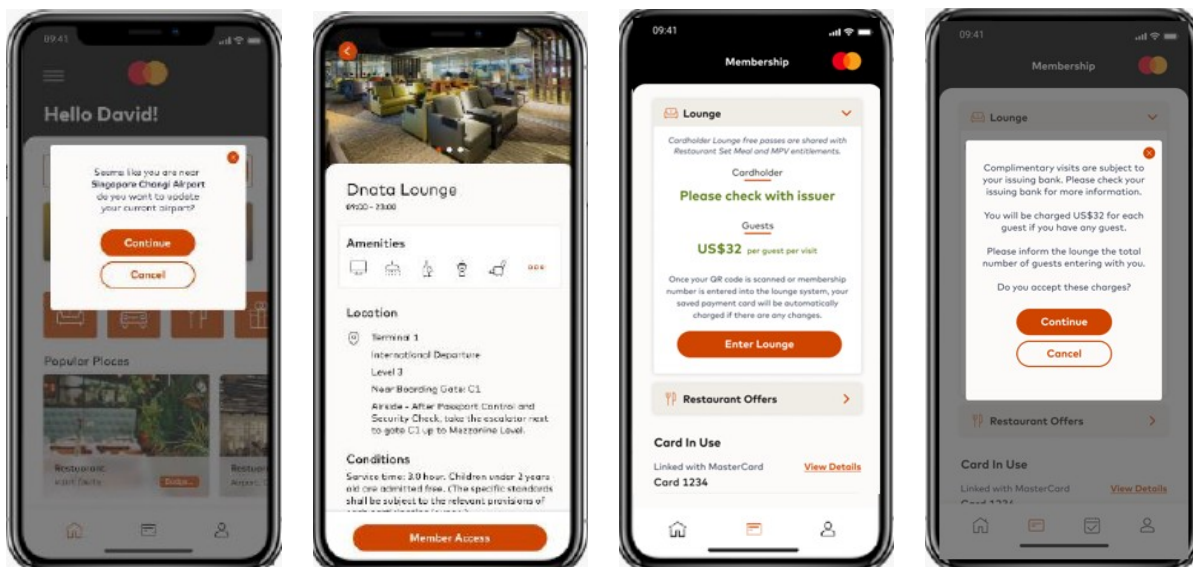 09:41
Hello David!
Seems like you are near
Singapore Changi Airport
do you want to update
your current airport?
Continue
Cancel
Popular Places
Restaurant
Restaur
Airport, C
Dnata Lounge
09:00 - 23:00
Amenities
Location
Terminal 1
International Departure
Level 3
Near Boarding Gate: C1
Airside - After Passport Control and
Security Check, take the escalator next
to gate C1 up to Mezzanine Level.
Conditions
Service time: 3.0 hour. Children under 2 years
old are admitted free. (The specific standards
shall be subject to the relevant provisions of
Member Access
09:41
Membership
Lounge
Cardholder Lounge free passes are shared with
Restaurant Set Meal and MPV entitlements.
Cardholder
Please check with issuer
Guests
US$32 per guest per visit
Once your QR code is scanned or membership
number is entered into the lounge system, your
saved payment card will be automatically
charged if there are any changes.
Enter Lounge
Restaurant Offers
Card In Use
Linked with MasterCard View Details
Card 1234
09:41
Membership
Lounge
Complimentary visits are subject to
your issuing bank. Please check your
issuing bank for more information.
You will be charged US$32 for each
guest if you have any guest.
Please inform the lounge the total
number of guests entering with you.
Do you accept these charges?
Continue
Cancel
Restaurant Offers
Card In Use
Linked with MasterCard View Details
Card 1234